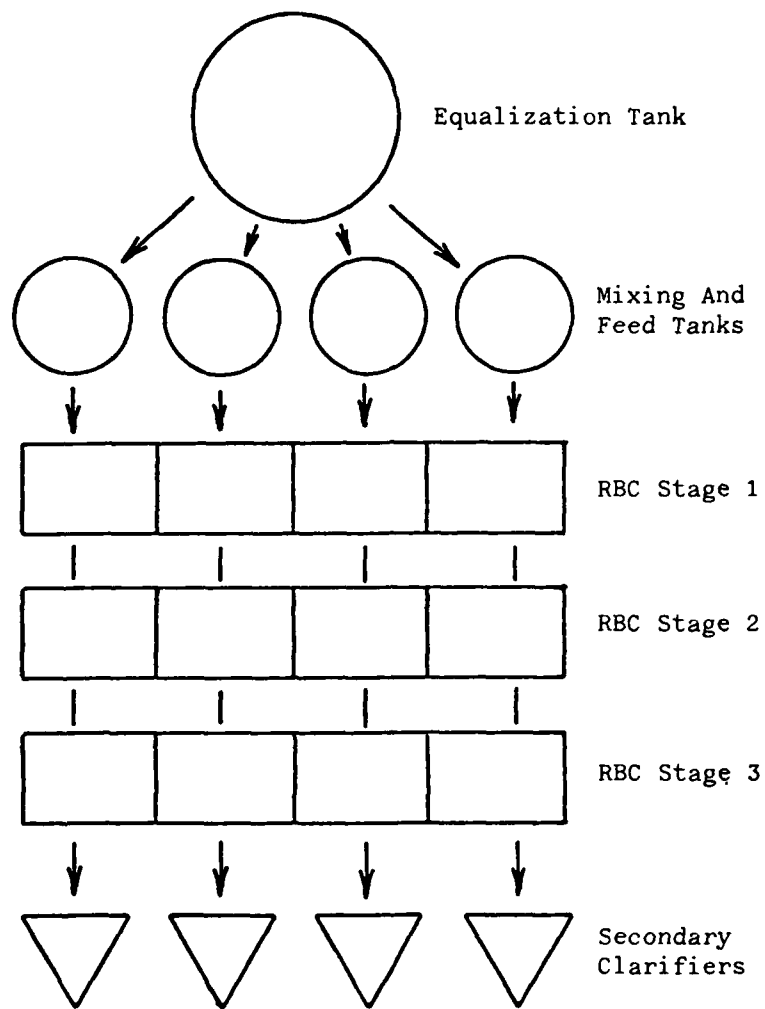 Equalization Tank
Mixing And
Feed Tanks
RBC Stage 1
RBC Stage 2
RBC Stage 3
Secondary
Clarifiers